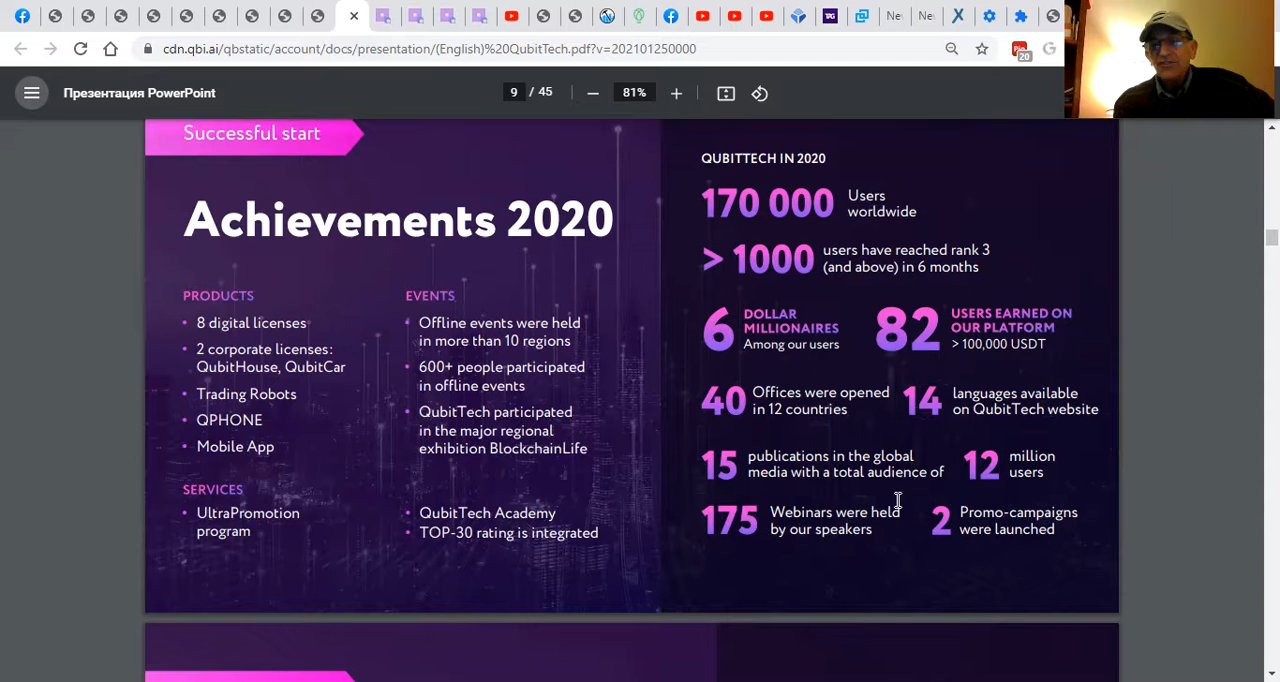 Ne
Ne
TG
cdn.qbi.ai/qbstatic/account/docs/presentation/(English)%20QubitTech.pdf?v=202101250000
20
Презентация PowerPoint
9 / 45
81%
Successful start
Achievements 2020
PRODUCTS
• 8 digital licenses
• 2 corporate licenses:
QubitHouse, QubitCar
• Trading Robots
• QPHONE
• Mobile App
SERVICES
• UltraPromotion
program
EVENTS
• Offline events were held
in more than 10 regions
• 600+ people participated
in offline events
• QubitTech participated
in the major regional
exhibition BlockchainLife
• QubitTech Academy
• TOP-30 rating is integrated
QUBITTECH IN 2020
170 000 Users
worldwide
> 1000 users have reached rank 3
(and above) in 6 months
6 DOLLAR
MILLIONAIRES
Among our users
82 USERS EARNED ON
OUR PLATFORM
> 100,000 USDT
40 Offices were opened
in 12 countries
14 languages available
on QubitTech website
15 publications in the global
media with a total audience of
12 million
users
175 Webinars were held
by our speakers
2 Promo-campaigns
were launched